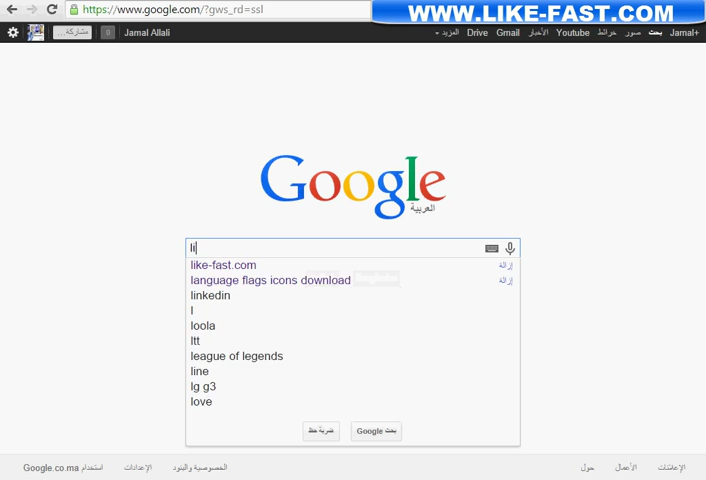 https://www.google.com/?gws_rd=ssl
WWW.LIKE-FAST.COM
مشاركة...
0
Jamal Allali
المزيد
Drive
Gmail
الأخبار
Youtube
خرائط
صور
بحث
Jamal+
Google
العربية
li
like-fast.com
إزالة
language flags icons download
إزالة
linkedin
l
loola
ltt
league of legends
line
lg g3
love
ضربة حظ
بحث Google
استخدام Google.co.ma
الإعدادات
الخصوصية والبنود
حول
الأعمال
الإعلانات